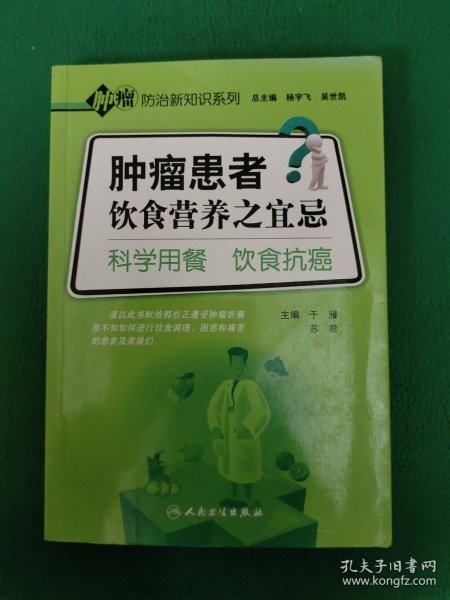 肿瘤防治新知识系列 总主编 杨宇飞 吴世凯
?
肿瘤患者
饮食营养之宜忌
科学用餐 饮食抗癌
谨以此书献给那些正遭受肿瘤折磨
而不知如何进行饮食调理、困惑和痛苦
的患者及家属们。
主编 于雁
苏君
人民卫生出版社
孔夫子旧书网
www.kongfz.com